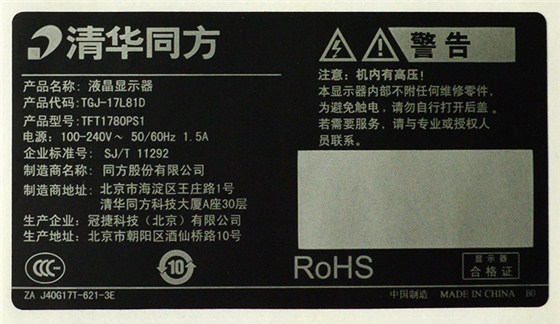 清华同方
产品名称：液晶显示器
产品代码：TGJ-17L81D
产品型号：TFT1780PS1
电源：100-240V～ 50/60Hz 1.5A
企业标准号：SJ/T 11292
制造商名称：同方股份有限公司
制造商地址：北京市海淀区王庄路1号
清华同方科技大厦A座30层
生产企业：冠捷科技（北京）有限公司
生产地址：北京市朝阳区酒仙桥路10号
CCC
10
ZA J40G17T-621-3E
警告
注意：机内有高压！
本显示器内部不附任何维修零件，
为避免触电，请勿自行打开后盖。
若需要服务，请与专业或授权人
员联系。
RoHS
显示器
合格证
中国制造 MADE IN CHINA B0